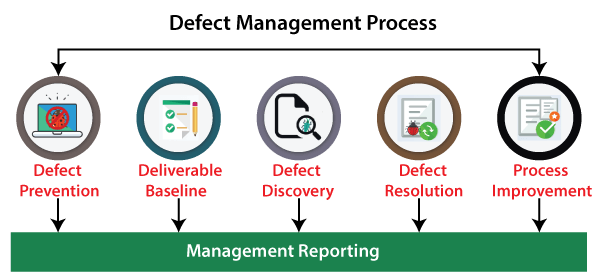 Defect Management Process
Defect
Prevention
Deliverable
Baseline
Defect
Discovery
Defect
Resolution
Process
Improvement
Management Reporting